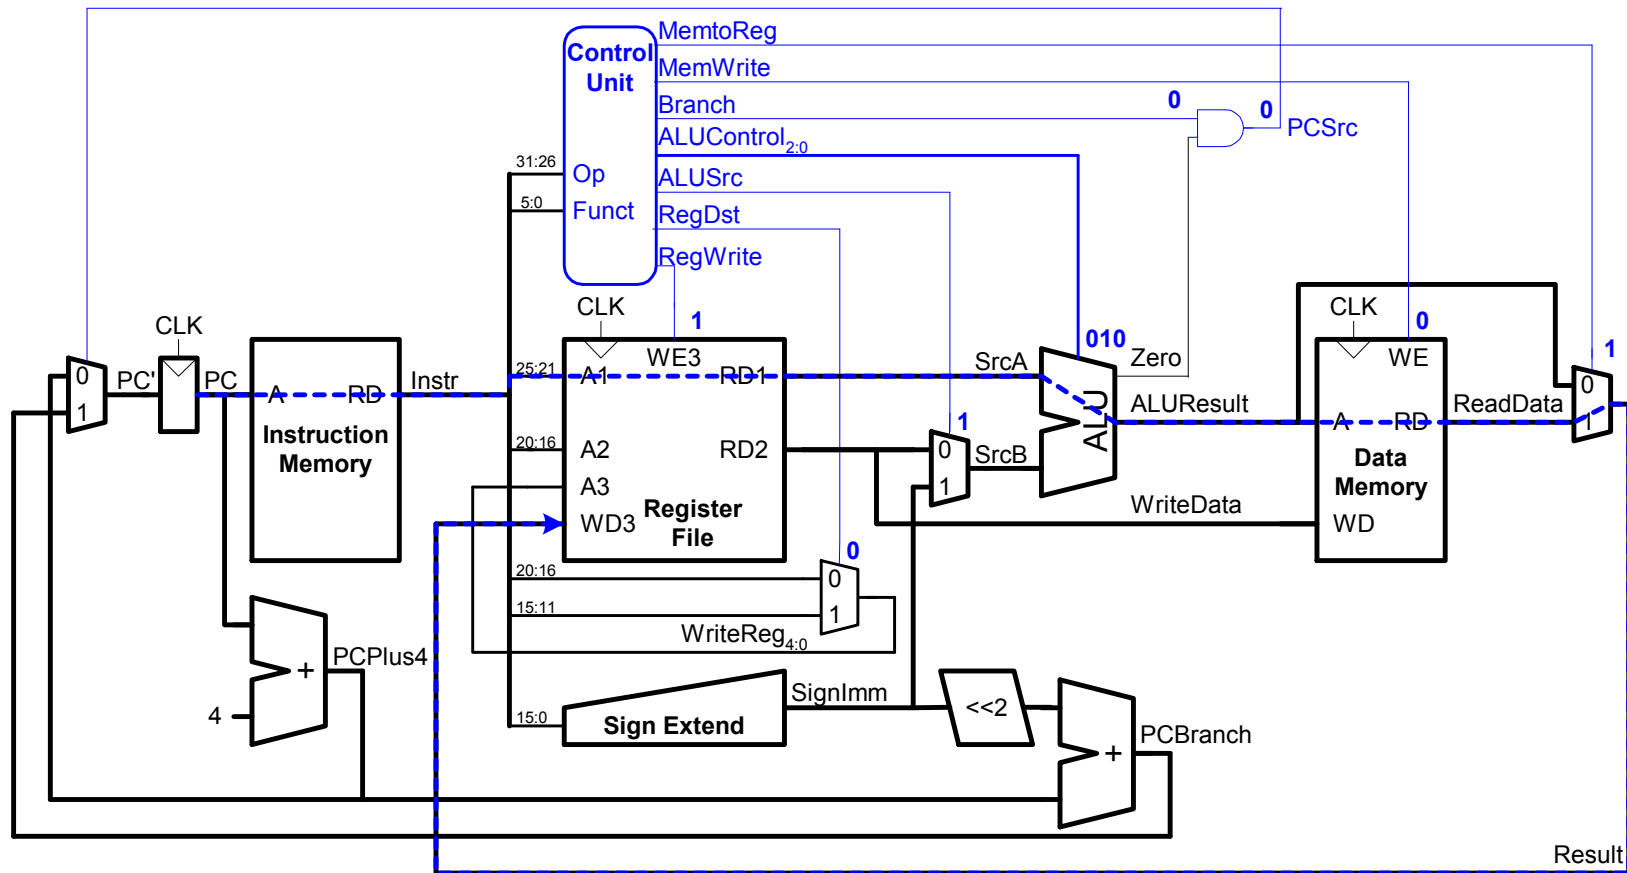 MemtoReg
Control
Unit
MemWrite
Branch
0
0
PCSrc
ALUControl2:0
31:26
Op
ALUSrc
5:0
Funct
RegDst
RegWrite
CLK
CLK
CLK
1
010
0
1
WE3
Zero
WE
0
PC'
PC
A
RD
Instr
25:21
A1
RD1
SrcA
ALU
ALUResult
A
RD
ReadData
0
1
1
Instruction
Memory
20:16
A2
RD2
1
0
SrcB
1
Data
Memory
A3
WD3
Register
File
WriteData
WD
0
20:16
0
15:11
1
WriteReg4:0
PCPlus4
+
4
15:0
Sign Extend
SignImm
<<2
+
PCBranch
Result